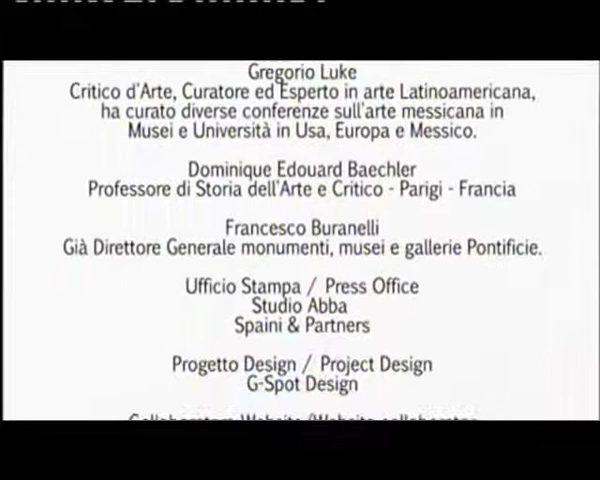 Gregorio Luke
Critico d'Arte, Curatore ed Esperto in arte Latinoamericana,
ha curato diverse conferenze sull'arte messicana in
Musei e Università in Usa, Europa e Messico.
Dominique Edouard Baechler
Professore di Storia dell'Arte e Critico - Parigi - Francia
Francesco Buranelli
Già Direttore Generale monumenti, musei e gallerie Pontificie.
Ufficio Stampa / Press Office
Studio Abba
Spaini & Partners
Progetto Design / Project Design
G-Spot Design